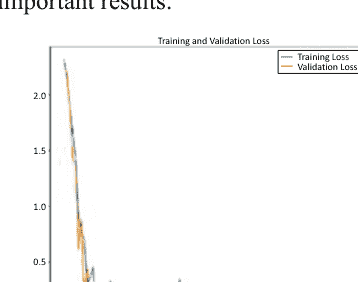 important results.
Training and Validation Loss
Training Loss
Validation Loss
2.0
1.5
1.0
0.5